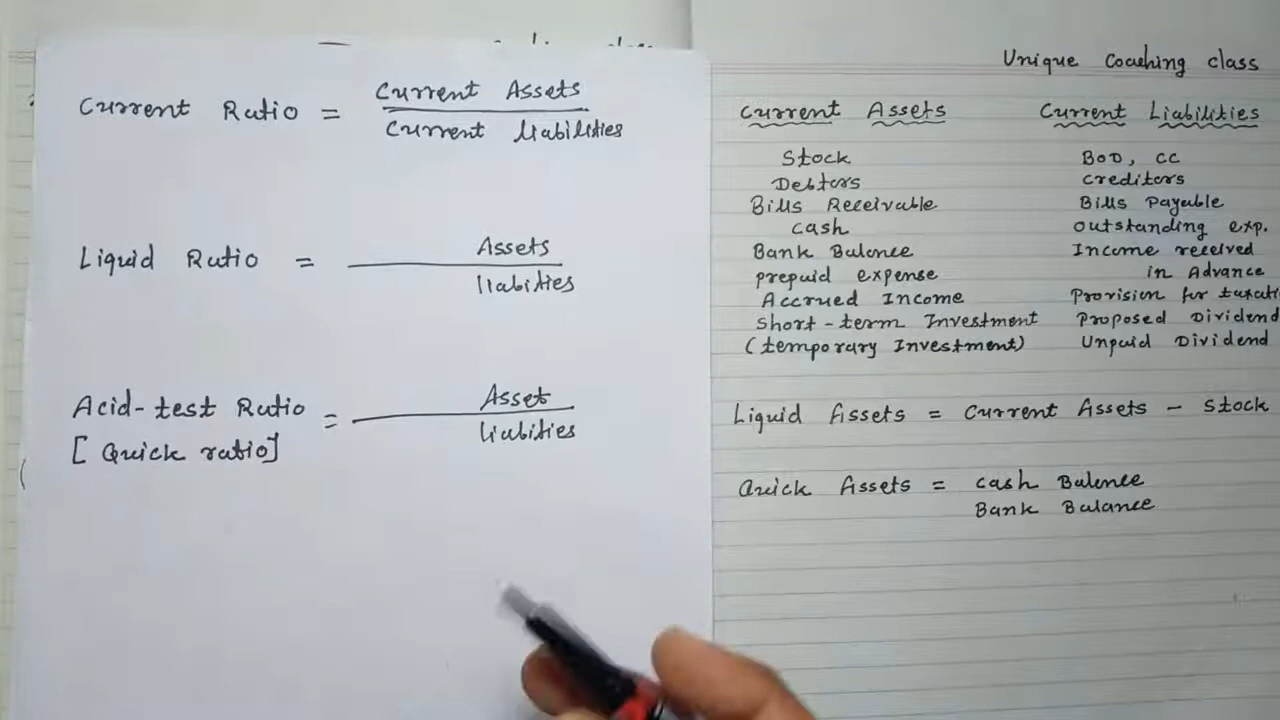 Current Ratio = Current Assets
Current liabilities
Liquid Ratio = Assets
liabities
Acid-test Ratio
[Quick ratio]
= Asset
liabities
Unique Coaching class
Current Assets
Stock
Debtors
Bills Receivable
cash
Bank Balence
prepaid expense
Accrued Income
short-term Investment
(temporary Investment)
Current Liabilities
BOD, CC
creditors
Bills payable
outstanding exp.
Income received
in Advance
Provision for taxati
Proposed Dividend
Unpaid Dividend
Liquid Assets = Current Assets - Stock
Quick Assets = cash Balence
Bank Balance